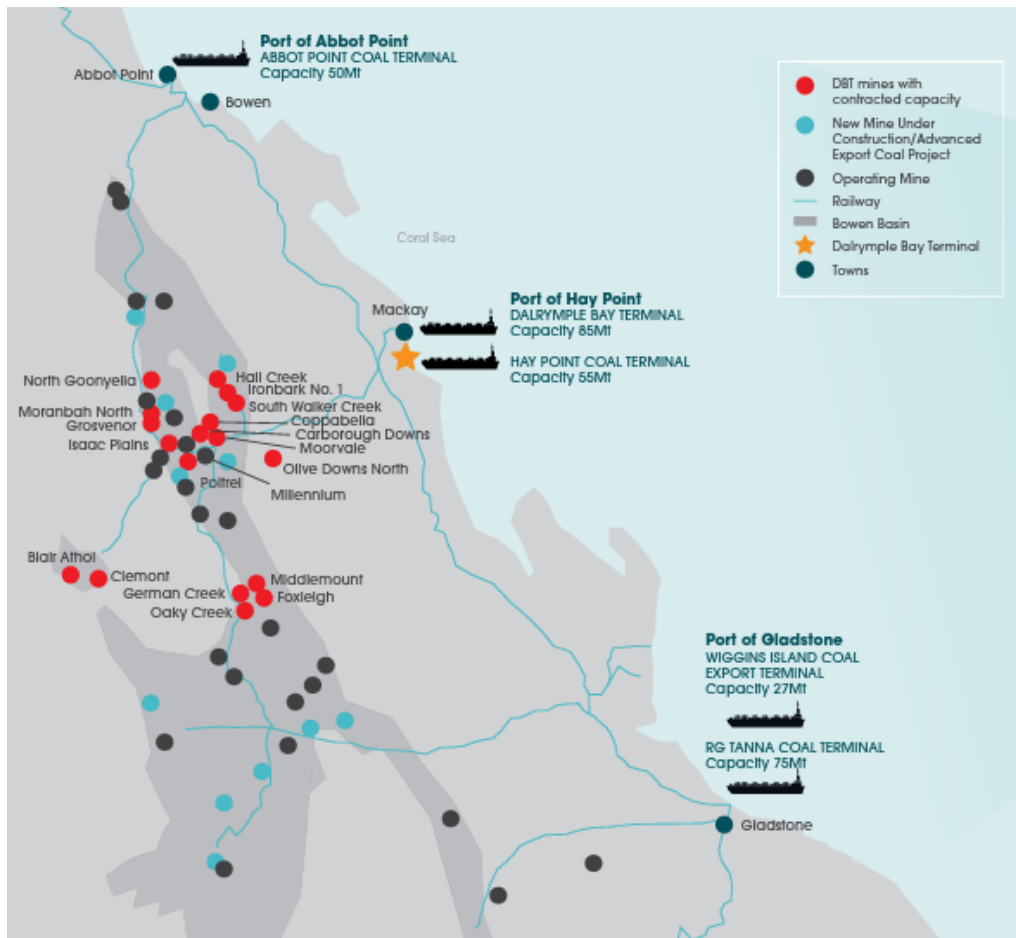 Port of Abbot Point
ABBOT POINT COAL TERMINAL
Capacity 50Mt
Abbot Point
Bowen
DBT mines with
contracted capacity
New Mine Under
Construction/Advanced
Export Coal Project
Operating Mine
Railway
Bowen Basin
Dalrymple Bay Terminal
Towns
Coral Sea
Mackay
Port of Hay Point
DALRYMPLE BAY TERMINAL
Capacity 85Mt
HAY POINT COAL TERMINAL
Capacity 55Mt
North Goonyella
Hail Creek
Ironbark No. 1
South Walker Creek
Moranbah North
Grosvenor
Coppabella
Carborough Downs
Isaac Plains
Moorvale
Olive Downs North
Poitrel
Millennium
Blair Athol
Clemont
Middlemount
German Creek
Foxleigh
Oaky Creek
Port of Gladstone
WIGGINS ISLAND COAL
EXPORT TERMINAL
Capacity 27Mt
RG TANNA COAL TERMINAL
Capacity 75Mt
Gladstone